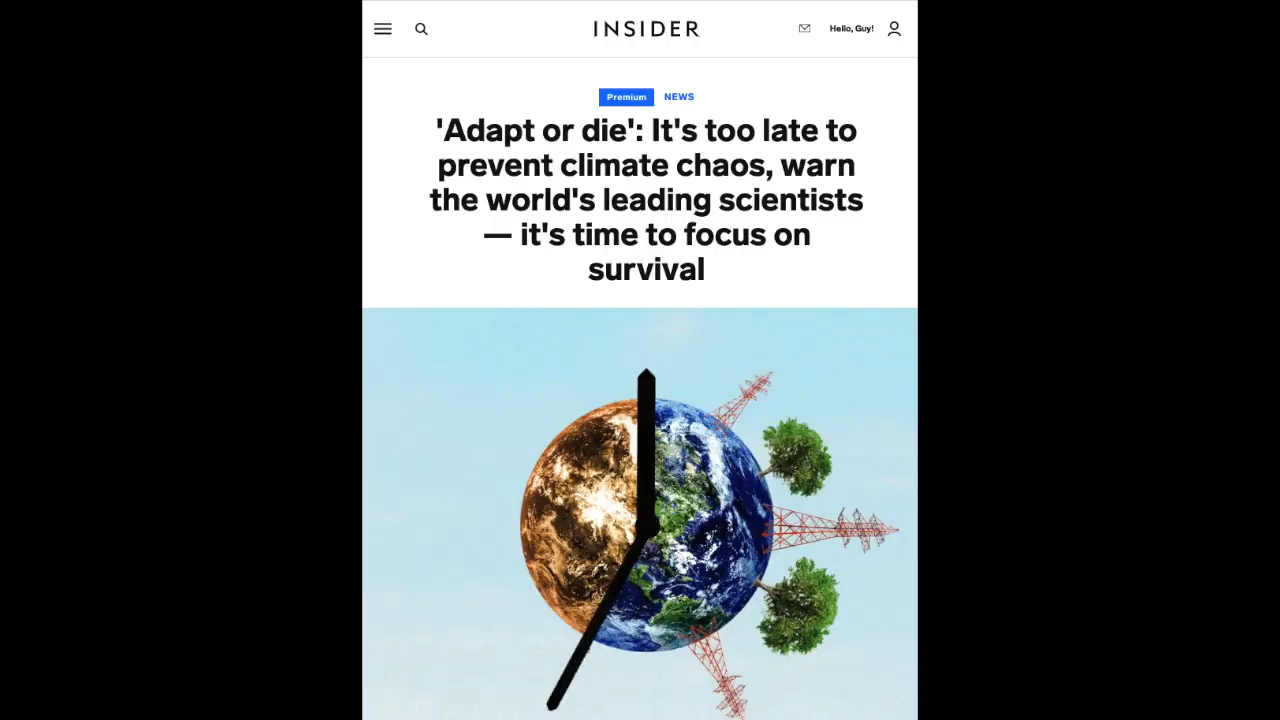 INSIDER
Hello, Guy!
Premium NEWS
'Adapt or die': It's too late to
prevent climate chaos, warn
the world's leading scientists
— it's time to focus on
survival